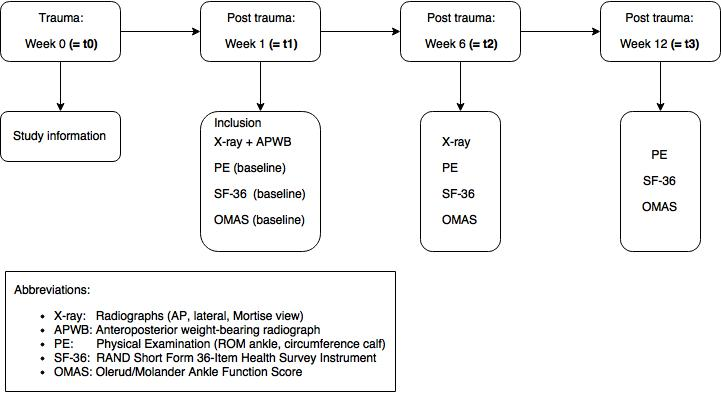 Trauma:
Week 0 (= t0)
Post trauma:
Week 1 (= t1)
Post trauma:
Week 6 (= t2)
Post trauma:
Week 12 (= t3)
Study information
Inclusion
X-ray + APWB
PE (baseline)
SF-36 (baseline)
OMAS (baseline)
X-ray
PE
SF-36
OMAS
PE
SF-36
OMAS
Abbreviations:
• X-ray: Radiographs (AP, lateral, Mortise view)
• APWB: Anteroposterior weight-bearing radiograph
• PE: Physical Examination (ROM ankle, circumference calf)
• SF-36: RAND Short Form 36-Item Health Survey Instrument
• OMAS: Olerud/Molander Ankle Function Score